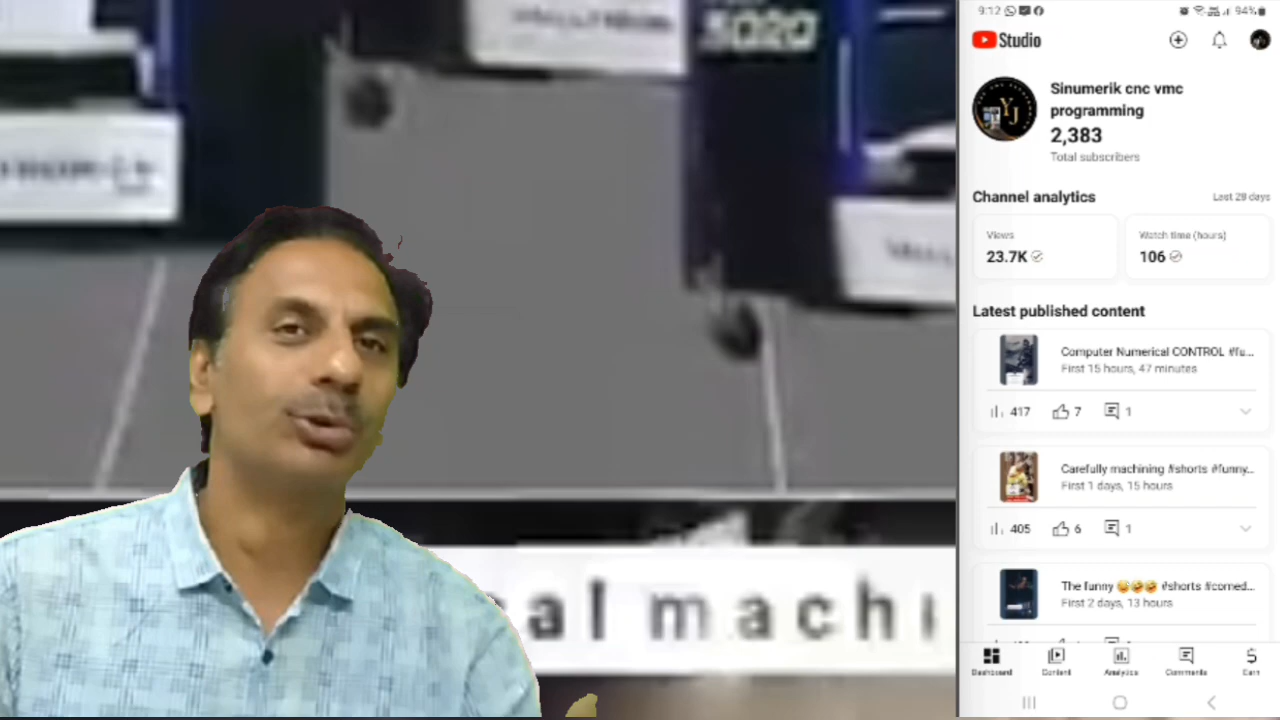 5020
al machi
9:12
94%
Studio
Sinumerik cnc vmc
programming
2,383
Total subscribers
Channel analytics
Last 28 days
Views
23.7K
Watch time (hours)
106
Latest published content
Computer Numerical CONTROL #fu...
First 15 hours, 47 minutes
417
7
1
Carefully machining #shorts #funny...
First 1 days, 15 hours
405
6
1
The funny 😅🤣🤣 #shorts #comed...
First 2 days, 13 hours
Dashboard
Content
Analytics
Comments
Earn